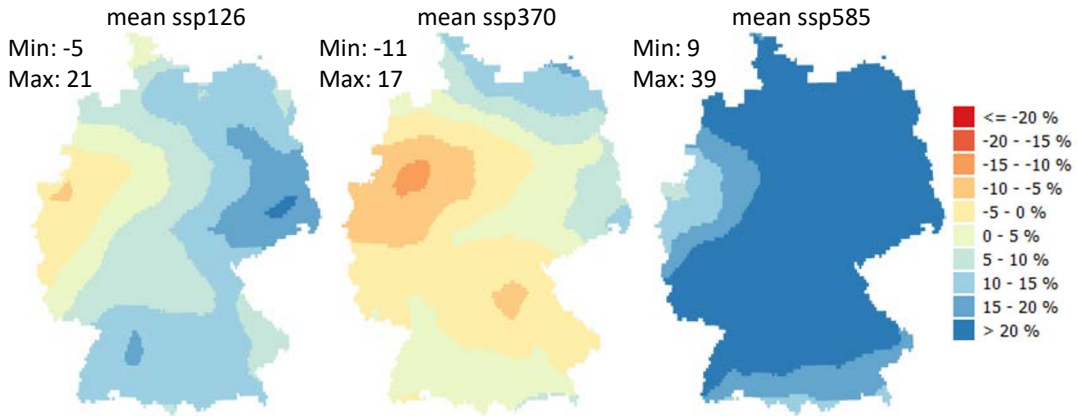 mean ssp126
Min: -5
Max: 21
mean ssp370
Min: -11
Max: 17
mean ssp585
Min: 9
Max: 39
<= -20 %
-20 - -15 %
-15 - -10 %
-10 - -5 %
-5 - 0 %
0 - 5 %
5 - 10 %
10 - 15 %
15 - 20 %
> 20 %